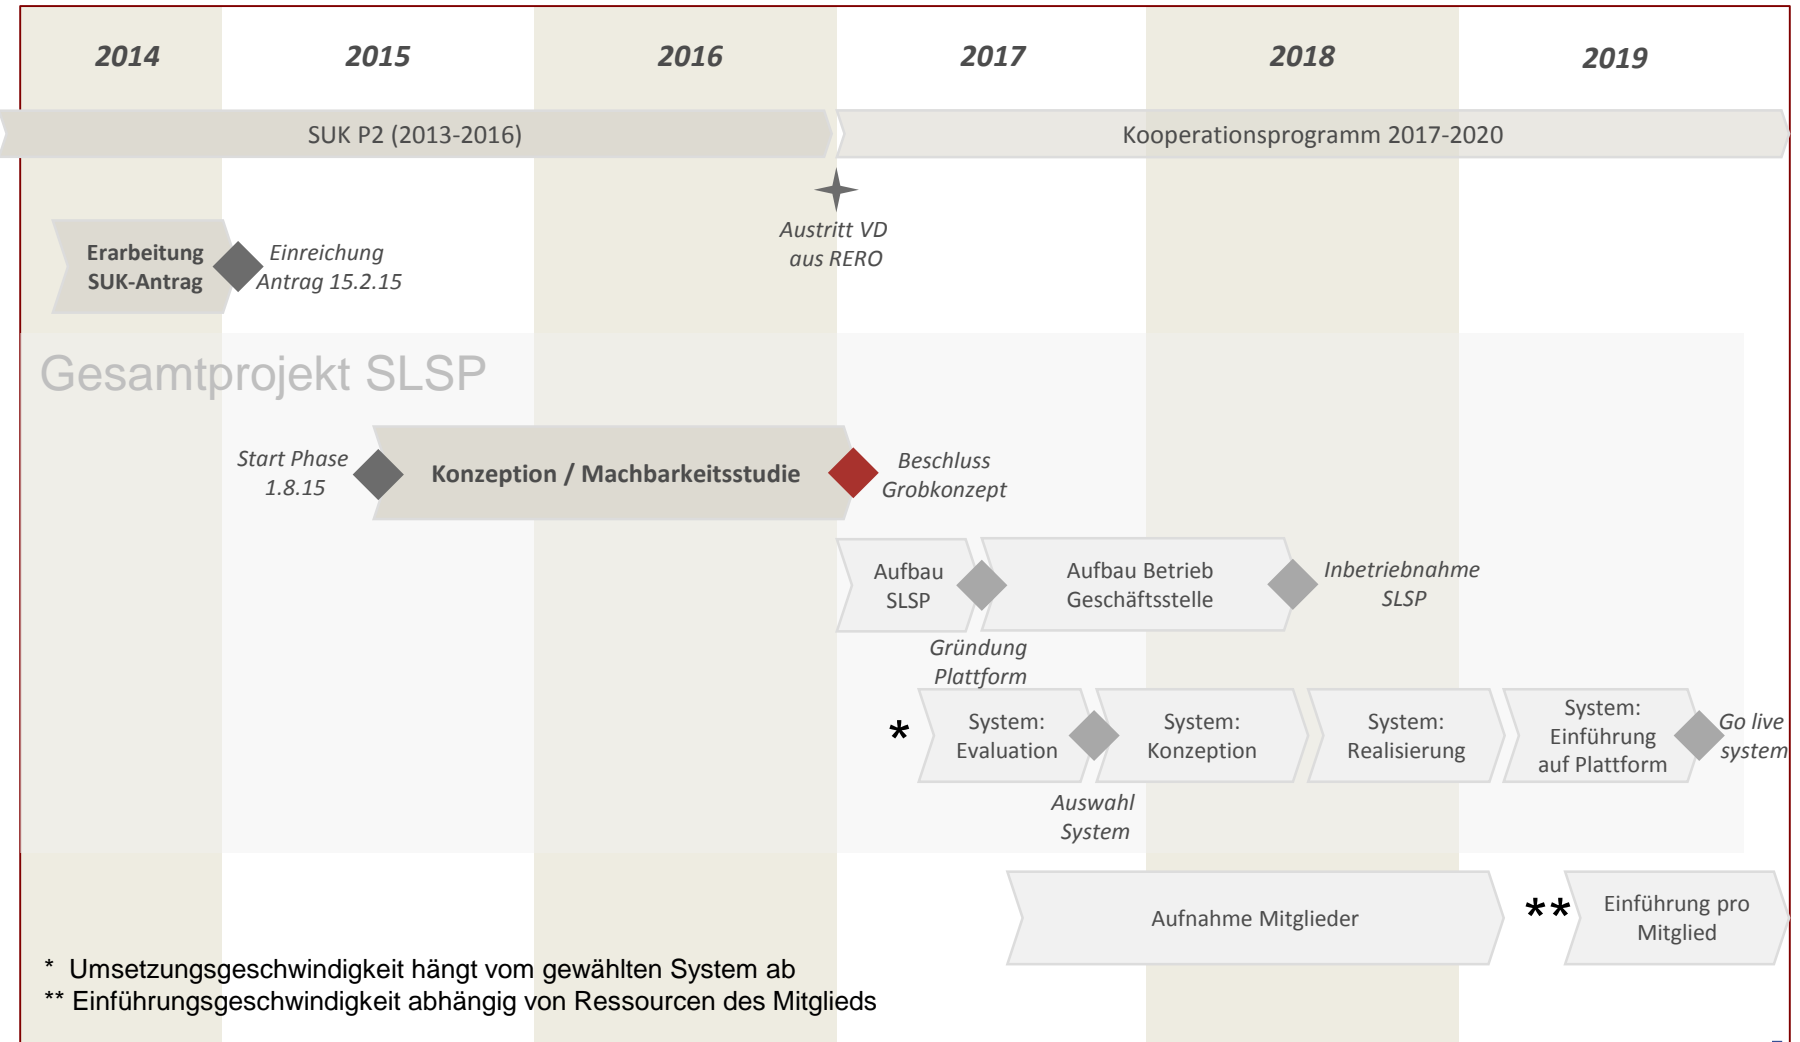 2014 2015 2016 2017 2018 2019
SUK P2 (2013-2016)
Kooperationsprogramm 2017-2020
Austritt VD
aus RERO
Erarbeitung
SUK-Antrag
Einreichung
Antrag 15.2.15
Gesamtprojekt SLSP
Start Phase
1.8.15
Konzeption / Machbarkeitsstudie
Beschluss
Grobkonzept
Aufbau
SLSP
Aufbau Betrieb
Geschäftsstelle
Inbetriebnahme
SLSP
Gründung
Plattform
*
System:
Evaluation
System:
Konzeption
System:
Realisierung
System:
Einführung
auf Plattform
Go live
system
Auswahl
System
Aufnahme Mitglieder
**
Einführung pro
Mitglied
* Umsetzungsgeschwindigkeit hängt vom gewählten System ab
** Einführungsgeschwindigkeit abhängig von Ressourcen des Mitglieds